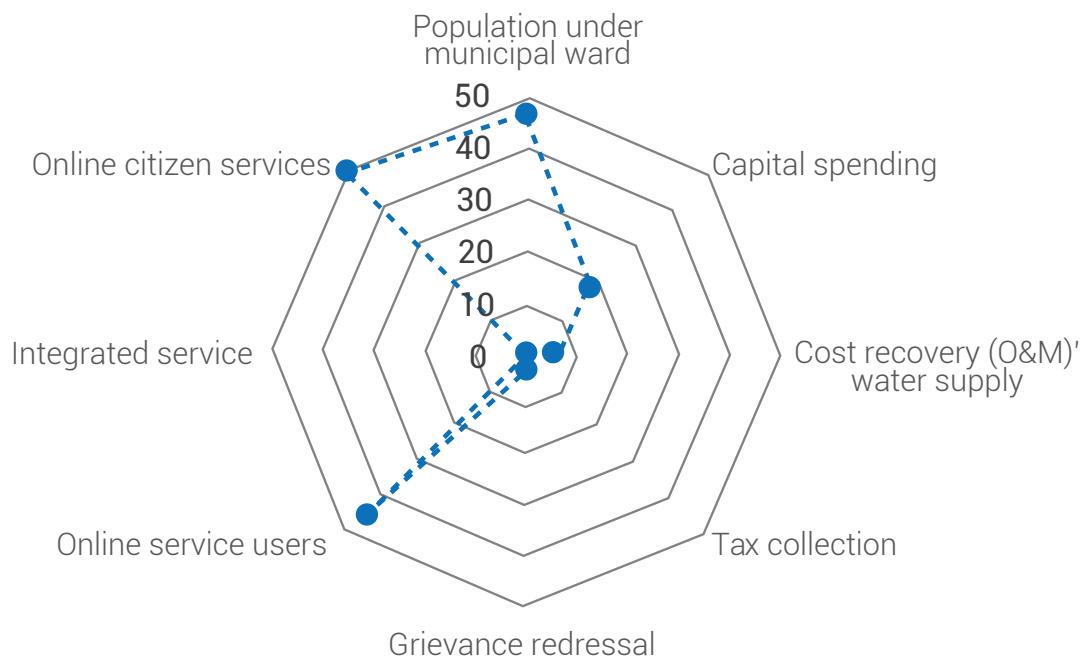 Population under
municipal ward
50
Online citizen services
40
Capital spending
30
20
10
Integrated service
0
Cost recovery (O&M)'
water supply
Online service users
Tax collection
Grievance redressal